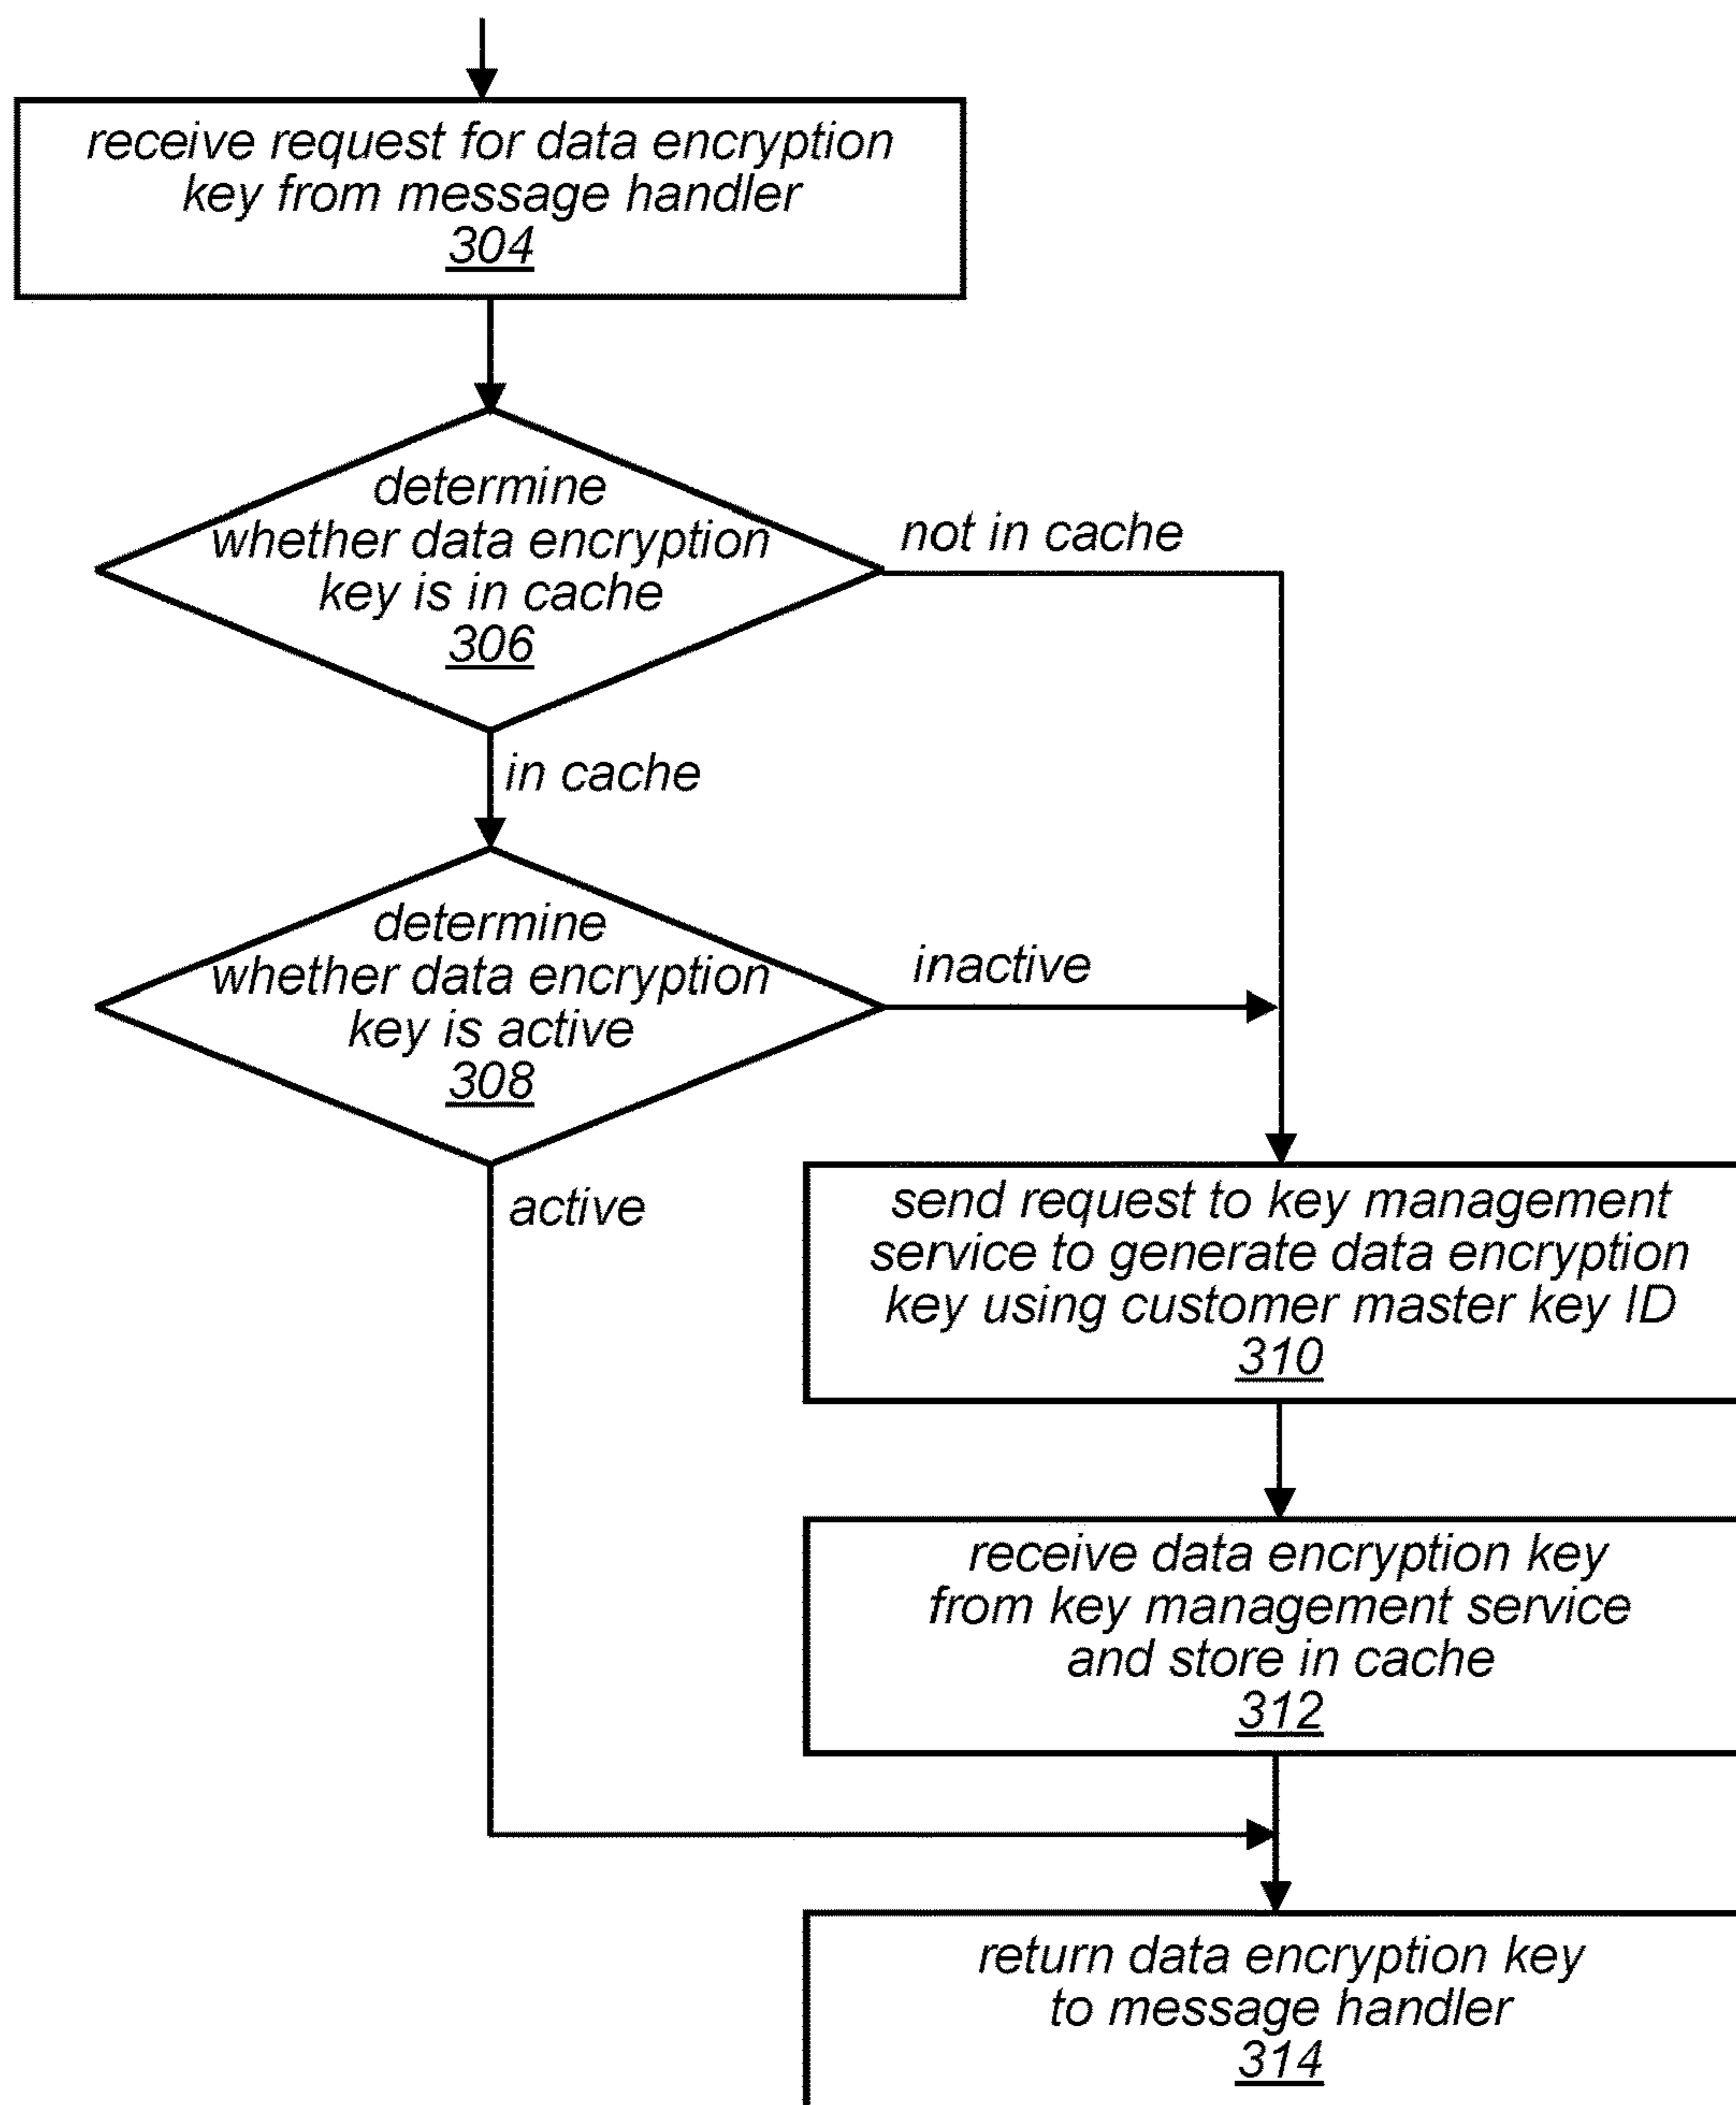 receive request for data encryption
key from message handler
304
determine
whether data encryption
key is in cache
306
not in cache
in cache
determine
whether data encryption
key is active
308
inactive
active
send request to key management
service to generate data encryption
key using customer master key ID
310
receive data encryption key
from key management service
and store in cache
312
return data encryption key
to message handler
314